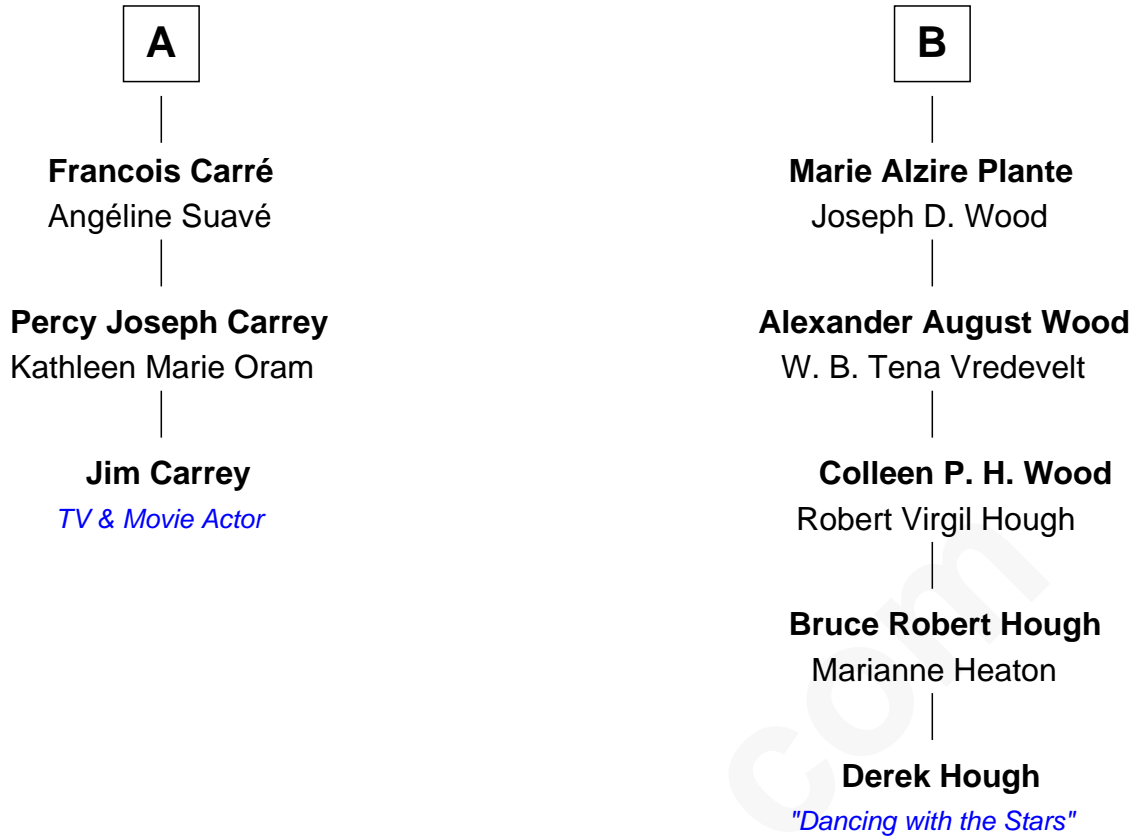 A
Francois Carré
Angéline Suavé
Percy Joseph Carrey
Kathleen Marie Oram
Jim Carrey
TV & Movie Actor
B
Marie Alzire Plante
Joseph D. Wood
Alexander August Wood
W. B. Tena Vredevelt
Colleen P. H. Wood
Robert Virgil Hough
Bruce Robert Hough
Marianne Heaton
Derek Hough
"Dancing with the Stars"
com